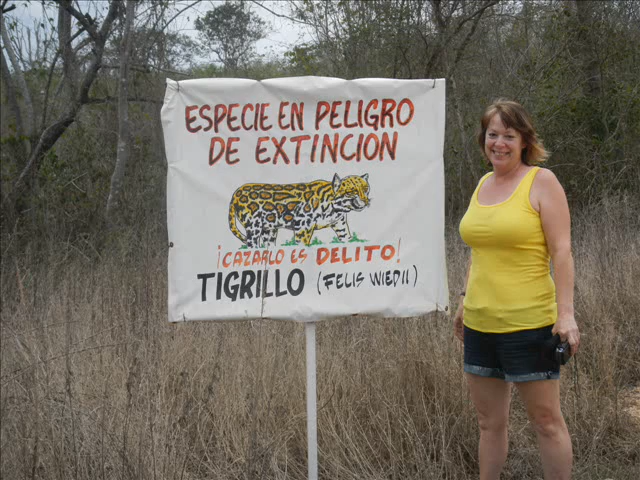 ESPECIE EN PELIGRO
DE EXTINCION
¡CAZARLO ES DELITO!
TIGRILLO (FELIS WIEDII)